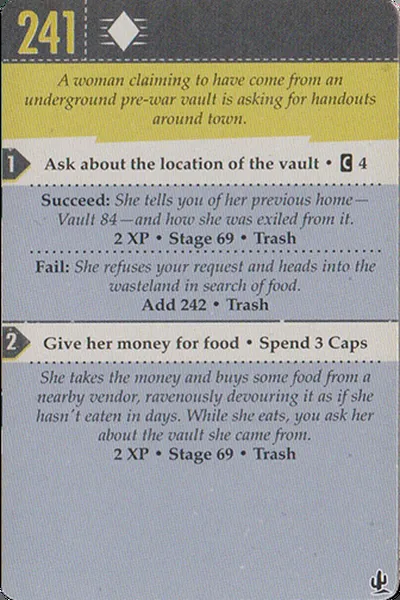 241
A woman claiming to have come from an
underground pre-war vault is asking for handouts
around town.
1 Ask about the location of the vault • C 4
Succeed: She tells you of her previous home—
Vault 84—and how she was exiled from it.
2 XP • Stage 69 • Trash
Fail: She refuses your request and heads into the
wasteland in search of food.
Add 242 • Trash
2 Give her money for food • Spend 3 Caps
She takes the money and buys some food from a
nearby vendor, ravenously devouring it as if she
hasn't eaten in days. While she eats, you ask her
about the vault she came from.
2 XP • Stage 69 • Trash